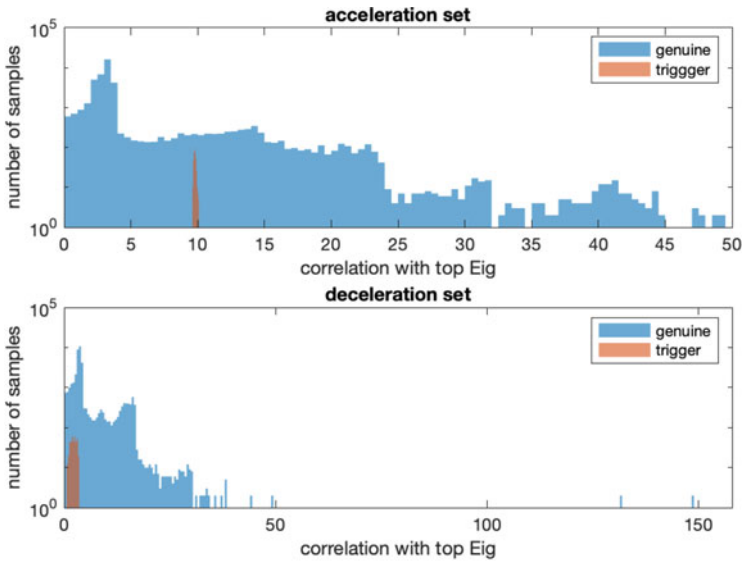 acceleration set
10^5
genuine
triggger
number of samples
10^0
0 5 10 15 20 25 30 35 40 45 50
correlation with top Eig
deceleration set
10^5
genuine
trigger
number of samples
10^0
0 50 100 150
correlation with top Eig